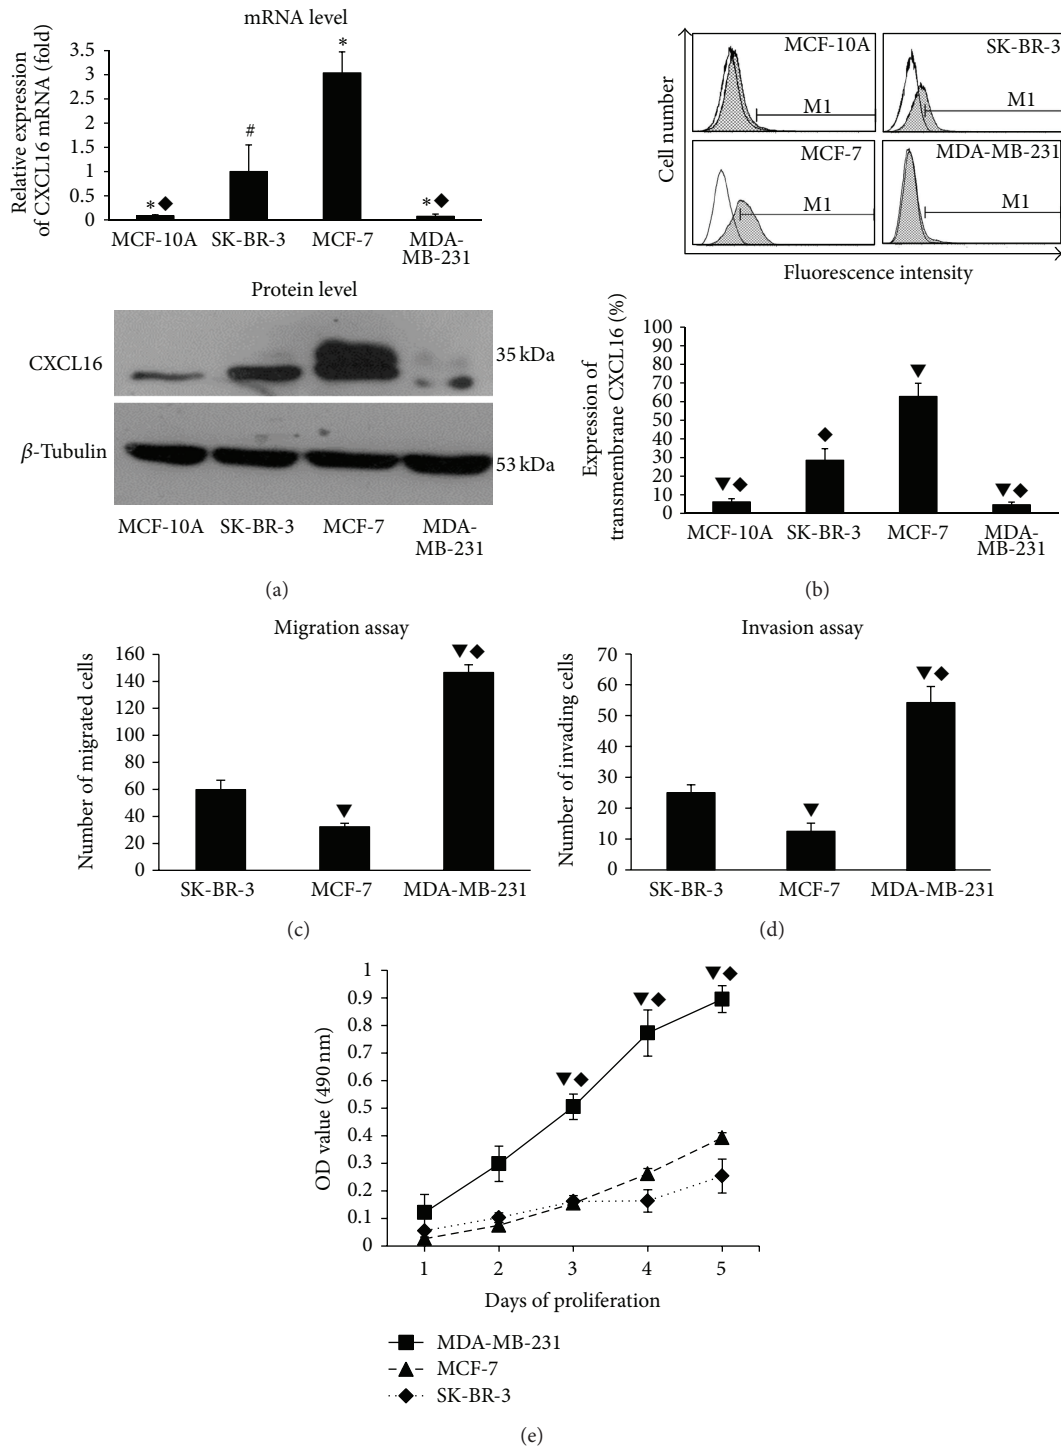 mRNA level
Relative expression
of CXCL16 mRNA (fold)
3.5
3
2.5
2
1.5
1
0.5
0
*
#
*
*
MCF-10A
SK-BR-3
MCF-7
MDA-
MB-231
Protein level
CXCL16
35 kDa
β-Tubulin
53 kDa
MCF-10A
SK-BR-3
MCF-7
MDA-
MB-231
(a)
Cell number
MCF-10A
M1
SK-BR-3
M1
MCF-7
M1
MDA-MB-231
M1
Fluorescence intensity
Expression of
transmembrane CXCL16 (%)
100
90
80
70
60
50
40
30
20
10
0
MCF-10A
SK-BR-3
MCF-7
MDA-
MB-231
(b)
Migration assay
Number of migrated cells
160
140
120
100
80
60
40
20
0
SK-BR-3
MCF-7
MDA-MB-231
(c)
Invasion assay
Number of invading cells
70
60
50
40
30
20
10
0
SK-BR-3
MCF-7
MDA-MB-231
(d)
OD value (490 nm)
1
0.9
0.8
0.7
0.6
0.5
0.4
0.3
0.2
0.1
0
1
2
3
4
5
Days of proliferation
MDA-MB-231
MCF-7
SK-BR-3
(e)